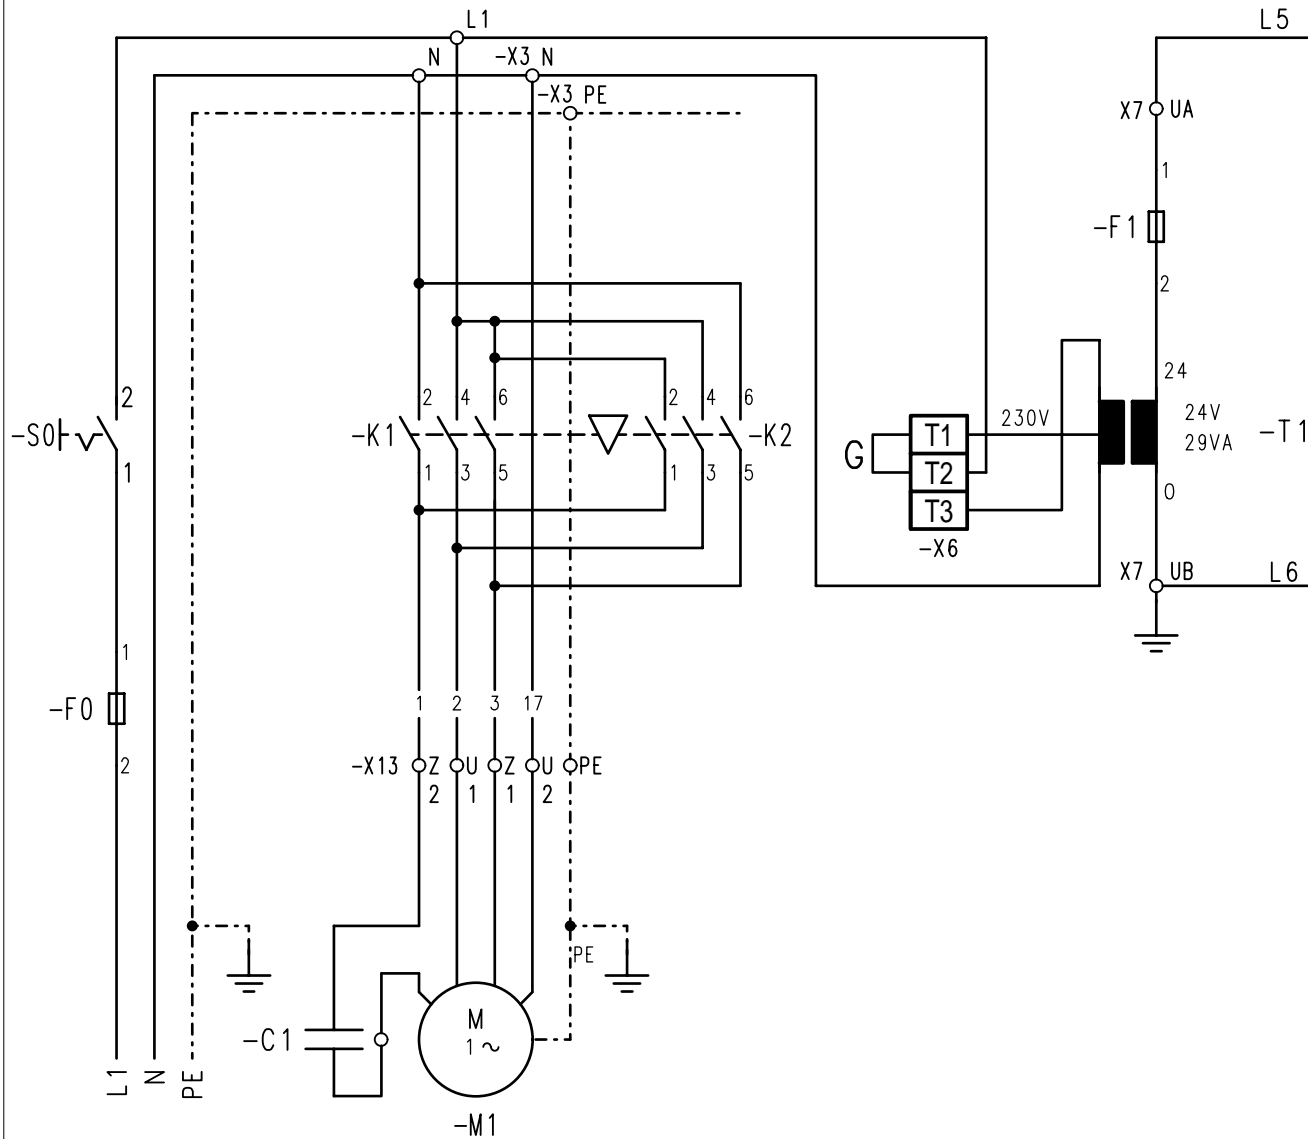 L1 L5
N -X3 N
-X3 PE
X7 UA
1
-F1
2
24
2 2 4 6 2 4 6
-S0 -K1 -K2 G T1 230V 24V -T1
29VA
1 1 3 5 1 3 5 T2 0
T3
-X6
X7 UB L6
1
-F0 1 2 3 17
2 -X13 Z U Z U PE
2 1 1 2
PE
M
-C1 1~
L1 N PE
-M1